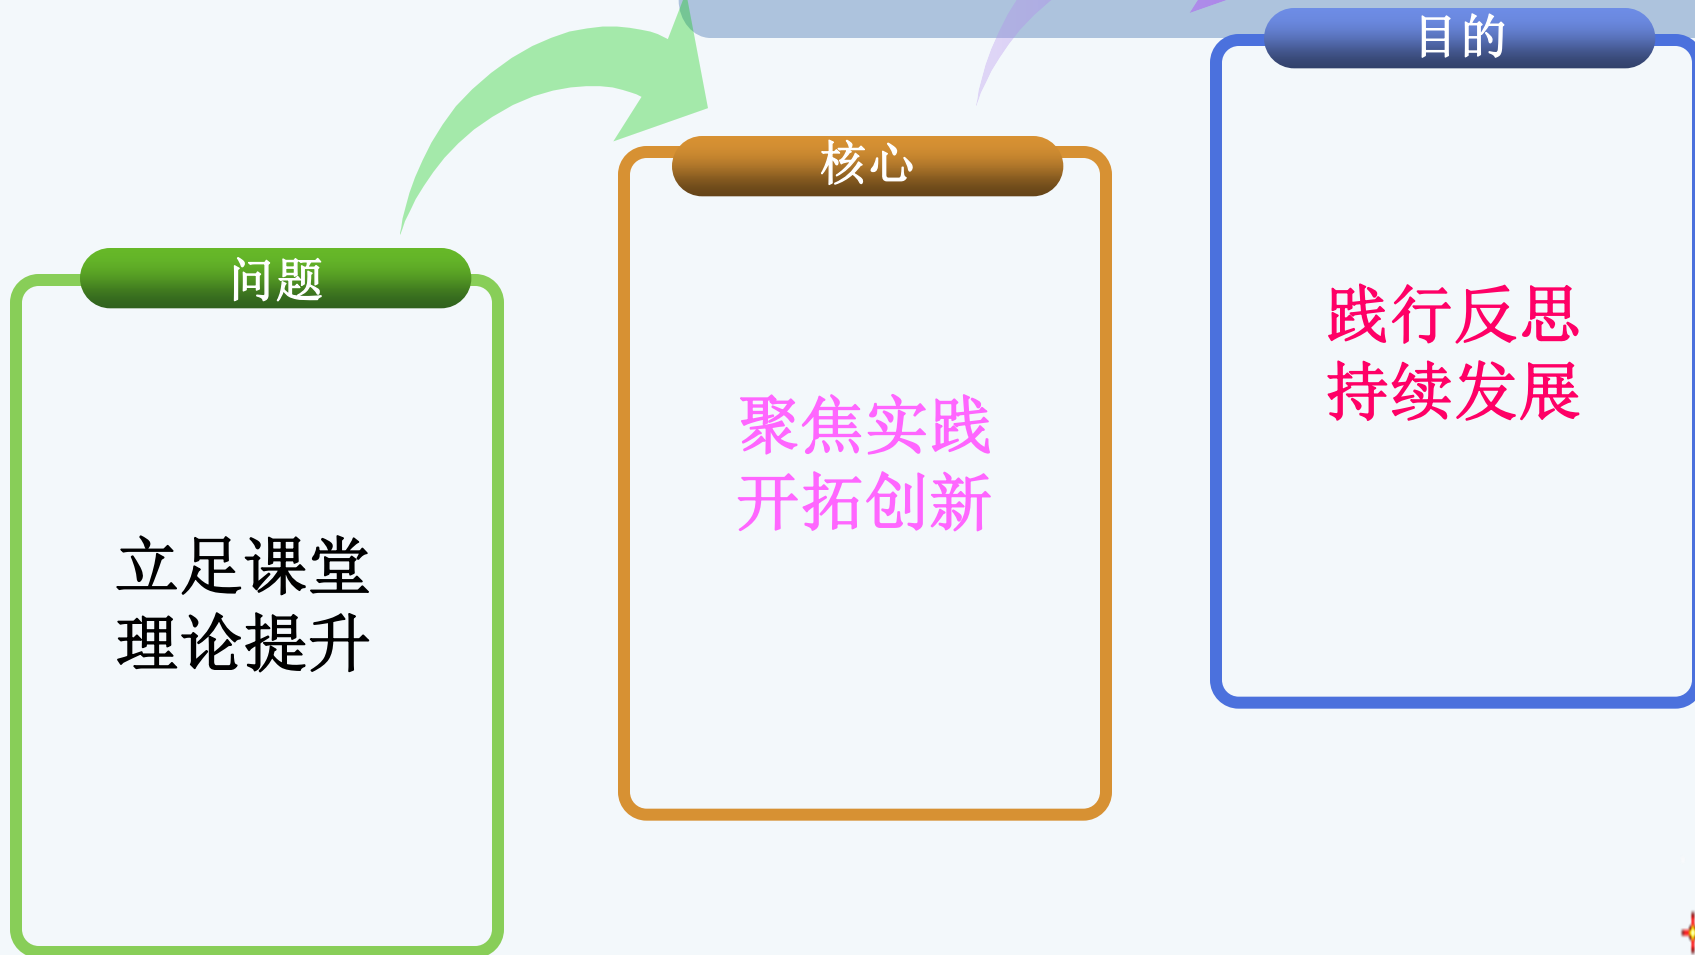 问题
立足课堂
理论提升
核心
聚焦实践
开拓创新
目的
践行反思
持续发展